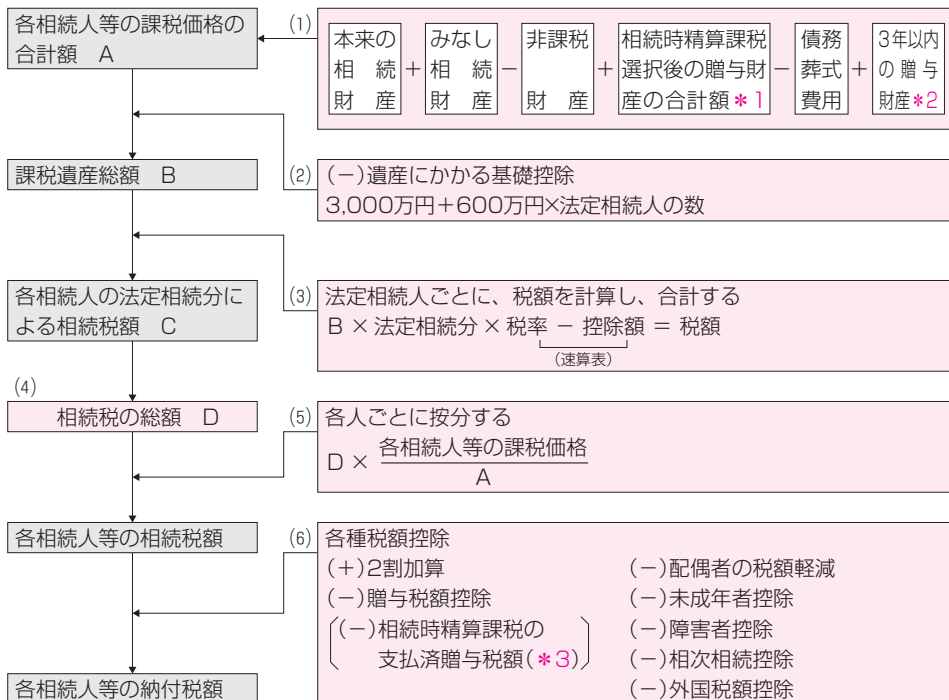 各相続人等の課税価格の
合計額 A
(1)
本来の
相続
財産
+
みなし
相続
財産
−
非課税
財産
+
相続時精算課税
選択後の贈与財
産の合計額*1
−
債務
葬式
費用
+
3年以内
の贈与
財産*2
課税遺産総額 B
(2)
(−)遺産にかかる基礎控除
3,000万円+600万円×法定相続人の数
各相続人の法定相続分に
よる相続税額 C
(3)
法定相続人ごとに、税額を計算し、合計する
B × 法定相続分 × 税率 − 控除額 = 税額
(速算表)
(4)
相続税の総額 D
(5)
各人ごとに按分する
D ×
各相続人等の課税価格
A
各相続人等の相続税額
(6)
各種税額控除
(+)2割加算
(−)贈与税額控除
(−)相続時精算課税の
支払済贈与税額(*3)
(−)配偶者の税額軽減
(−)未成年者控除
(−)障害者控除
(−)相次相続控除
(−)外国税額控除
各相続人等の納付税額